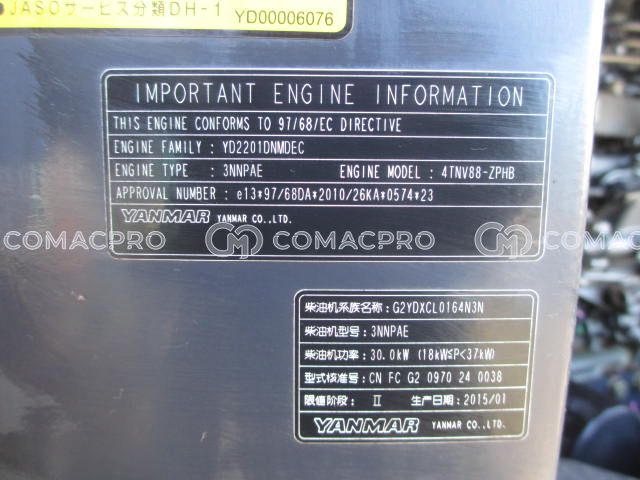 ●JASOサービス分類DH-1 YD00006076
IMPORTANT ENGINE INFORMATION
THIS ENGINE CONFORMS TO 97/68/EC DIRECTIVE
ENGINE FAMILY : YD2201DNMDEC
ENGINE TYPE : 3NNPAE ENGINE MODEL : 4TNV88-ZPHB
APPROVAL NUMBER : e13*97/68DA*2010/26KA*0574*23
YANMAR YANMAR CO.,LTD.
COMACPRO CM COMACPRO CM COMACPRO
柴油机系族名称:G2YDXCL0164N3N
柴油机型号:3NNPAE
柴油机功率:30.0kW (18kW≦P<37kW)
型式核准号:CN FC G2 0970 24 0038
限值阶段: Ⅱ 生产日期:2015/01
YANMAR YANMAR CO.,LTD.